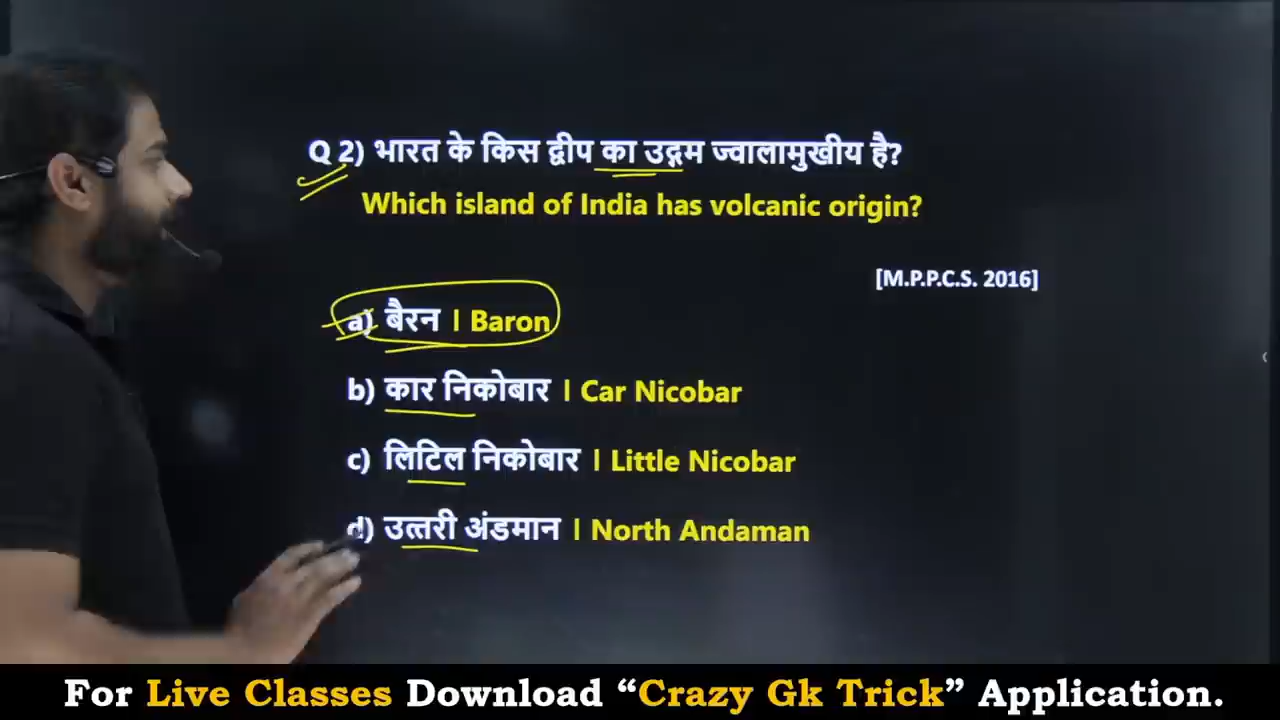 Q 2) भारत के किस द्वीप का उद्गम ज्वालामुखीय है?
Which island of India has volcanic origin?
[M.P.P.C.S. 2016]
a) बैरन | Baron
b) कार निकोबार | Car Nicobar
c) लिटिल निकोबार | Little Nicobar
d) उत्तरी अंडमान | North Andaman
For Live Classes Download “Crazy Gk Trick” Application.